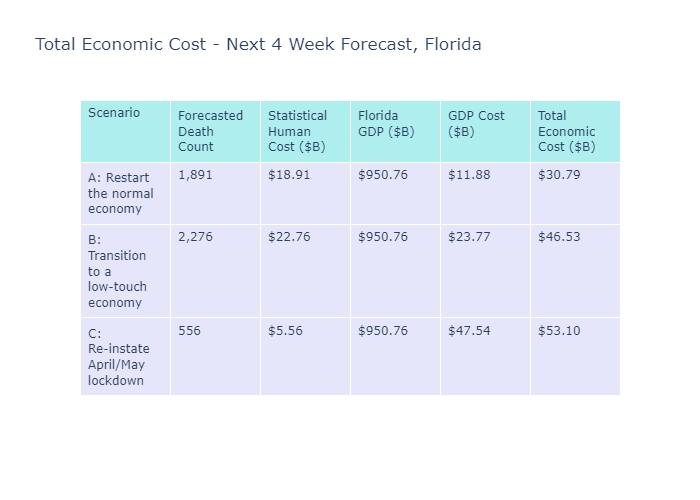 Total Economic Cost - Next 4 Week Forecast, Florida
Scenario
Forecasted
Death
Count
Statistical
Human
Cost ($B)
Florida
GDP ($B)
GDP Cost
($B)
Total
Economic
Cost ($B)
A: Restart
the normal
economy
1,891
$18.91
$950.76
$11.88
$30.79
B:
Transition
to a
low-touch
economy
2,276
$22.76
$950.76
$23.77
$46.53
C:
Re-instate
April/May
lockdown
556
$5.56
$950.76
$47.54
$53.10